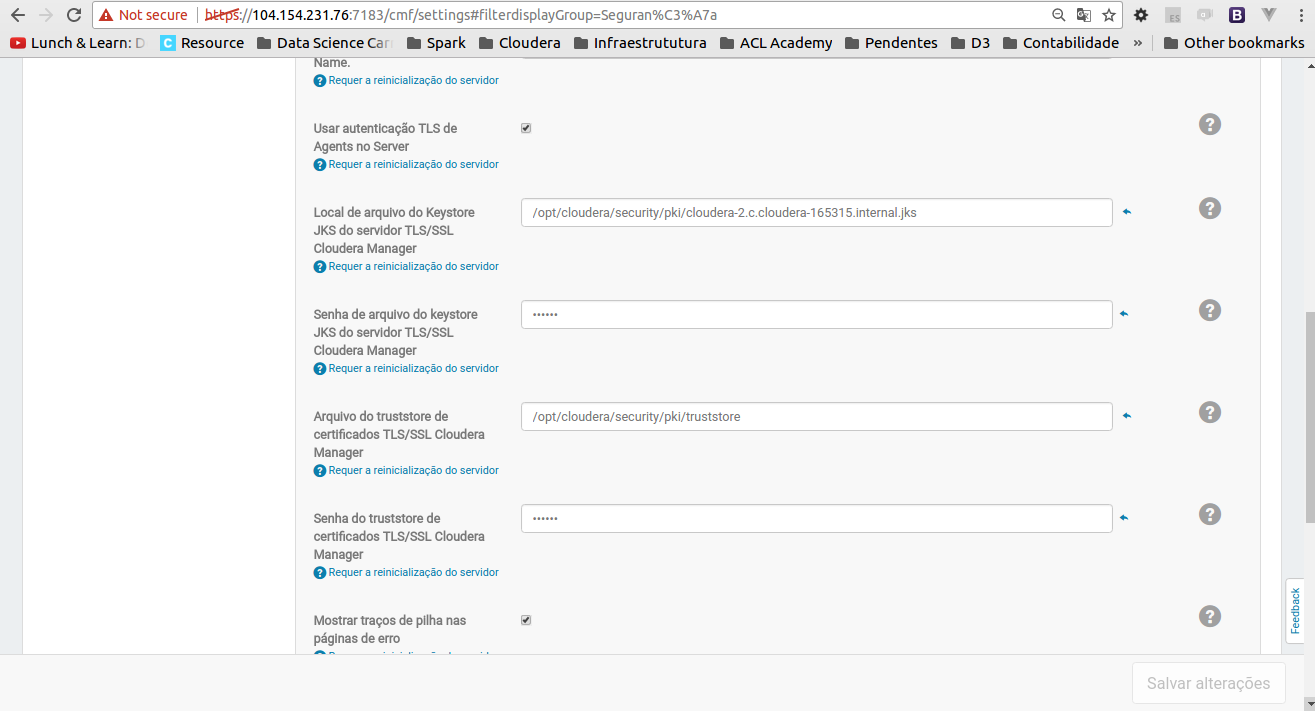 Not secure https://104.154.231.76:7183/cmf/settings#filterdisplayGroup=Seguran%C3%A7a
Lunch & Learn: D Resource Data Science Car Spark Cloudera Infraestrututura ACL Academy Pendentes D3 Contabilidade » Other bookmarks
Name.
Requer a reinicialização do servidor
Usar autenticação TLS de
Agents no Server
Requer a reinicialização do servidor
Local de arquivo do Keystore
JKS do servidor TLS/SSL
Cloudera Manager
Requer a reinicialização do servidor
/opt/cloudera/security/pki/cloudera-2.c.cloudera-165315.internal.jks
Senha de arquivo do keystore
JKS do servidor TLS/SSL
Cloudera Manager
Requer a reinicialização do servidor
••••••
Arquivo do truststore de
certificados TLS/SSL Cloudera
Manager
Requer a reinicialização do servidor
/opt/cloudera/security/pki/truststore
Senha do truststore de
certificados TLS/SSL Cloudera
Manager
Requer a reinicialização do servidor
••••••
Mostrar traços de pilha nas
páginas de erro
Requer a reinicialização do servidor
Feedback
Salvar alterações